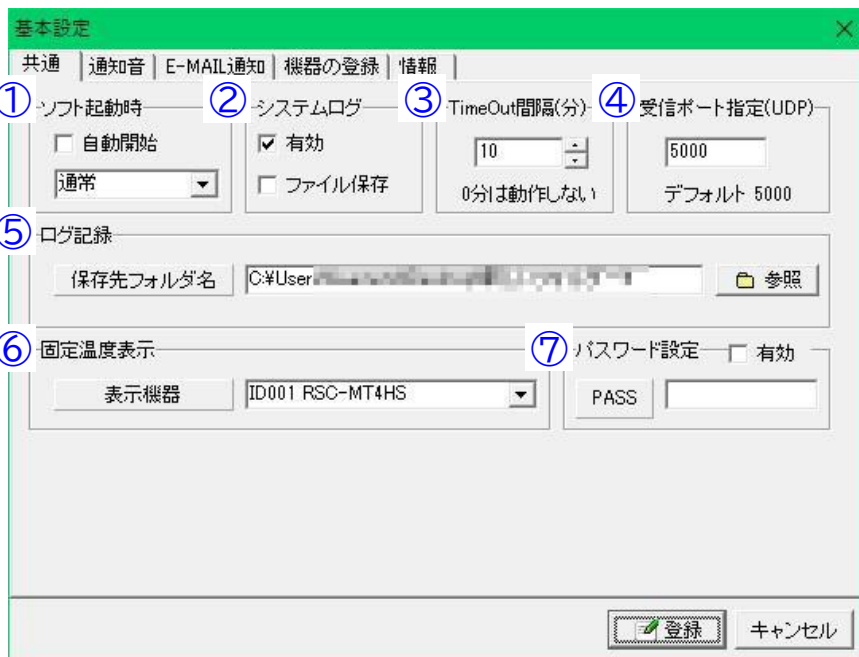 基本設定
共通 通知音 E-MAIL通知 機器の登録 情報
① ソフト起動時 ② システムログ ③ TimeOut間隔(分) ④ 受信ポート指定(UDP)
自動開始 有効 10 5000
通常 ファイル保存 0分は動作しない デフォルト 5000
⑤ ログ記録
保存先フォルダ名 C:¥User 参照
⑥ 固定温度表示 ⑦ パスワード設定 有効
表示機器 ID001 RSC-MT4HS PASS
登録 キャンセル